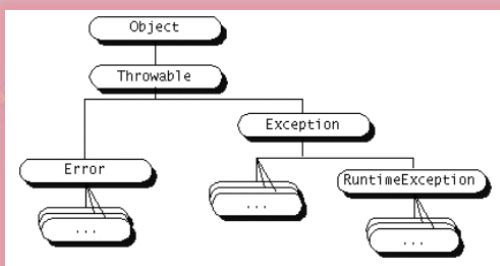 Object
Throwable
Exception
Error
RuntimeException
...
...
...